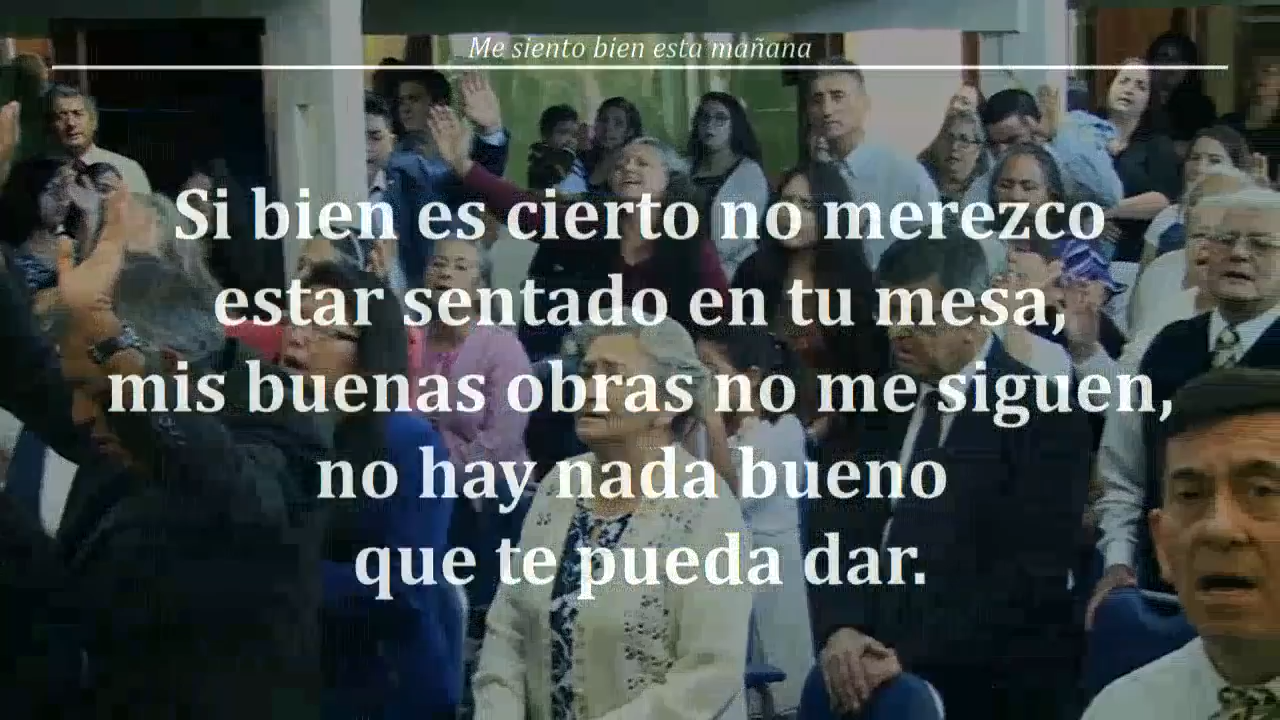 Me siento bien esta mañana
Si bien es cierto no merezco
estar sentado en tu mesa,
mis buenas obras no me siguen,
no hay nada bueno
que te pueda dar.